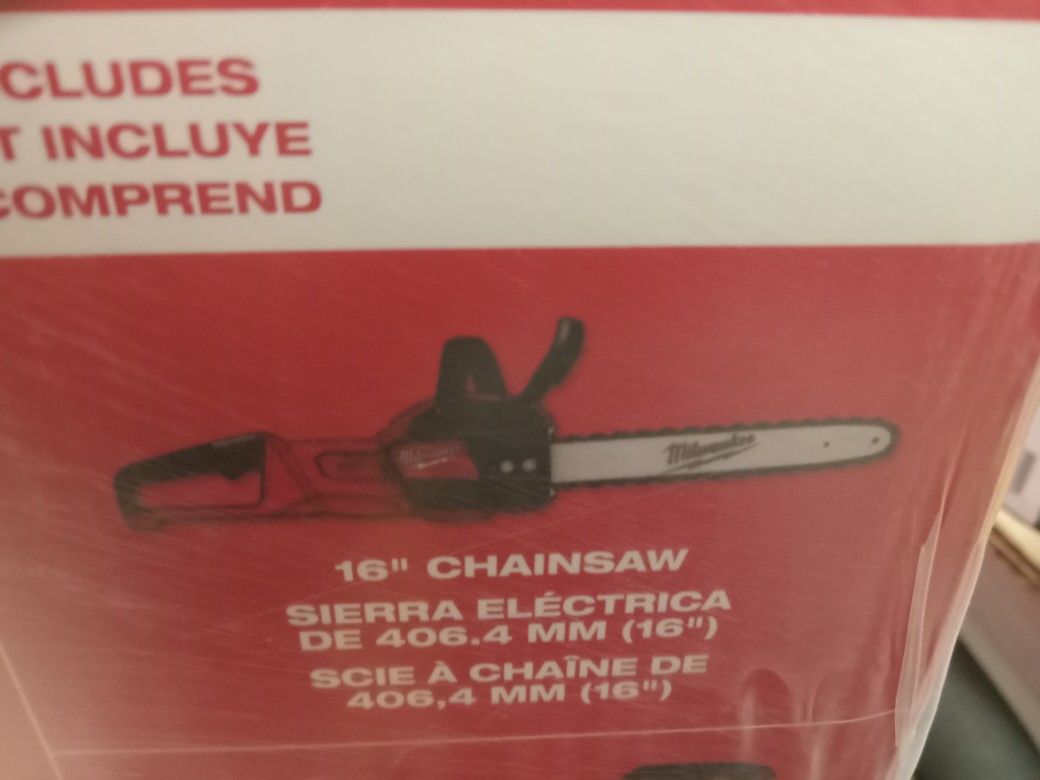 CLUDES
T INCLUYE
COMPREND
Milwaukee
16" CHAINSAW
SIERRA ELÉCTRICA
DE 406.4 MM (16")
SCIE À CHAÎNE DE
406,4 MM (16")